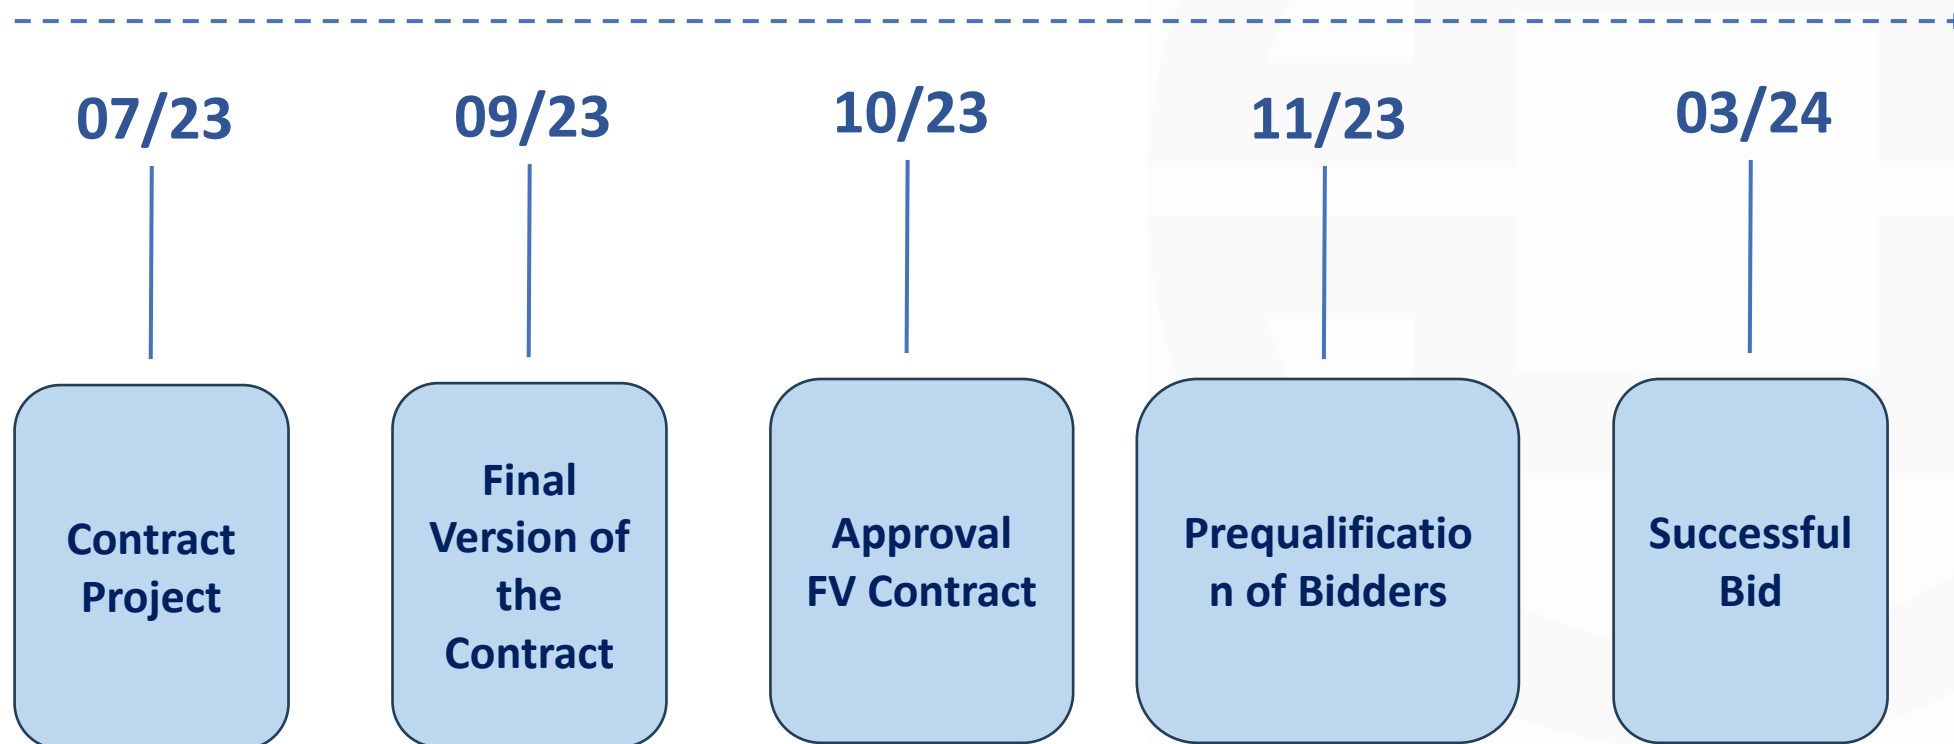 07/23
09/23
10/23
11/23
03/24
Contract
Project
Final
Version of
the
Contract
Approval
FV Contract
Prequalificatio
n of Bidders
Successful
Bid